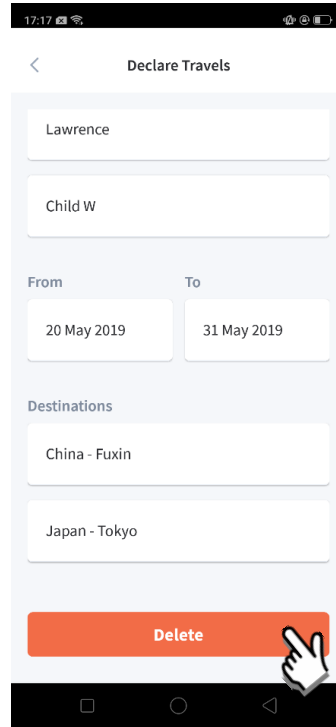 17:17
Declare Travels
Lawrence
Child W
From To
20 May 2019 31 May 2019
Destinations
China - Fuxin
Japan - Tokyo
Delete